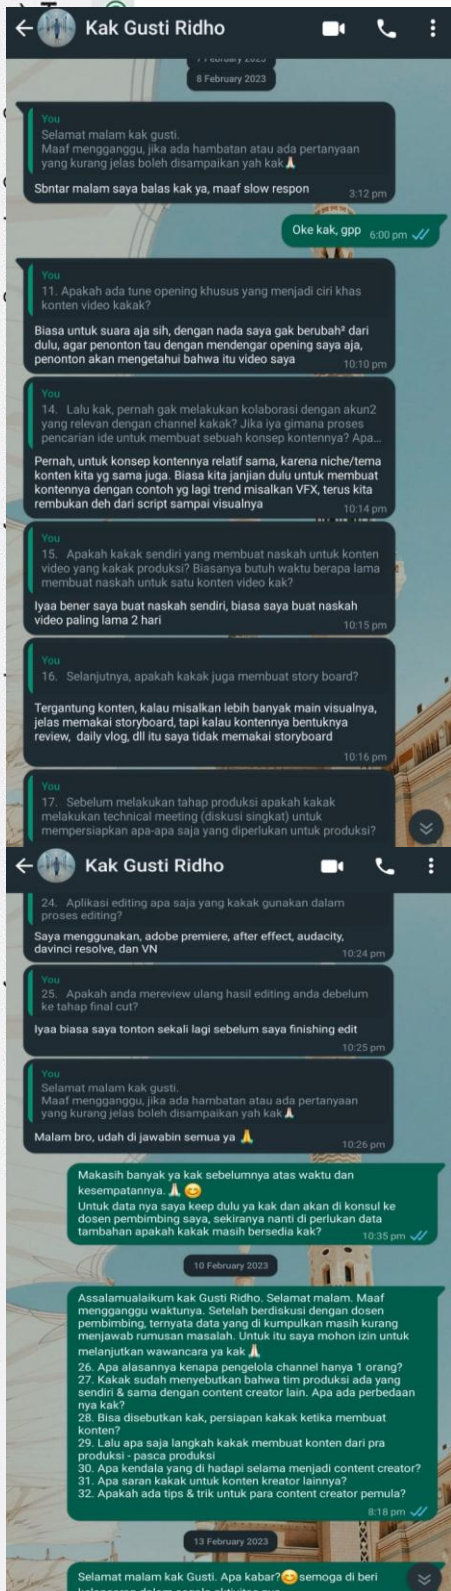 Kak Gusti Ridho
7 February 2023
8 February 2023
You
Selamat malam kak gusti.
Maaf mengganggu, jika ada hambatan atau ada pertanyaan
yang kurang jelas boleh disampaikan yah kak🙏🏻
Sbntar malam saya balas kak ya, maaf slow respon
3:12 pm
Oke kak, gpp 6:00 pm
You
11. Apakah ada tune opening khusus yang menjadi ciri khas
konten video kakak?
Biasa untuk suara aja sih, dengan nada saya gak berubah² dari
dulu, agar penonton tau dengan mendengar opening saya aja,
penonton akan mengetahui bahwa itu video saya
10:10 pm
You
14. Lalu kak, pernah gak melakukan kolaborasi dengan akun2
yang relevan dengan channel kakak? Jika iya gimana proses
pencarian ide untuk membuat sebuah konsep kontennya? Apa...
Pernah, untuk konsep kontennya relatif sama, karena niche/tema
konten kita yg sama juga. Biasa kita janjian dulu untuk membuat
kontennya dengan contoh yg lagi trend misalkan VFX, terus kita
rembukan deh dari script sampai visualnya
10:14 pm
You
15. Apakah kakak sendiri yang membuat naskah untuk konten
video yang kakak produksi? Biasanya butuh waktu berapa lama
membuat naskah untuk satu konten video kak?
Iyaa bener saya buat naskah sendiri, biasa saya buat naskah
video paling lama 2 hari
10:15 pm
You
16. Selanjutnya, apakah kakak juga membuat story board?
Tergantung konten, kalau misalkan lebih banyak main visualnya,
jelas memakai storyboard, tapi kalau kontennya bentuknya
review, daily vlog, dll itu saya tidak memakai storyboard
10:16 pm
You
17. Sebelum melakukan tahap produksi apakah kakak
melakukan technical meeting (diskusi singkat) untuk
mempersiapkan apa-apa saja yang diperlukan untuk produksi?
Kak Gusti Ridho
24. Aplikasi editing apa saja yang kakak gunakan dalam
proses editing?
Saya menggunakan, adobe premiere, after effect, audacity,
davinci resolve, dan VN
10:24 pm
You
25. Apakah anda mereview ulang hasil editing anda debelum
ke tahap final cut?
Iyaa biasa saya tonton sekali lagi sebelum saya finishing edit
10:25 pm
You
Selamat malam kak gusti.
Maaf mengganggu, jika ada hambatan atau ada pertanyaan
yang kurang jelas boleh disampaikan yah kak🙏🏻
Malam bro, udah di jawabin semua ya 🙏
10:26 pm
Makasih banyak ya kak sebelumnya atas waktu dan
kesempatannya.🙏🏻 😊
Untuk data nya saya keep dulu ya kak dan akan di konsul ke
dosen pembimbing saya, sekiranya nanti di perlukan data
tambahan apakah kakak masih bersedia kak?
10:35 pm
10 February 2023
Assalamualaikum kak Gusti Ridho. Selamat malam. Maaf
mengganggu waktunya. Setelah berdiskusi dengan dosen
pembimbing, ternyata data yang di kumpulkan masih kurang
menjawab rumusan masalah. Untuk itu saya mohon izin untuk
melanjutkan wawancara ya kak 🙏🏻
26. Apa alasannya kenapa pengelola channel hanya 1 orang?
27. Kakak sudah menyebutkan bahwa tim produksi ada yang
sendiri & sama dengan content creator lain. Apa ada perbedaan
nya kak?
28. Bisa disebutkan kak, persiapan kakak ketika membuat
konten?
29. Lalu apa saja langkah kakak membuat konten dari pra
produksi - pasca produksi
30. Apa kendala yang di hadapi selama menjadi content creator?
31. Apa saran kakak untuk konten kreator lainnya?
32. Apakah ada tips & trik untuk para content creator pemula?
8:18 pm
13 February 2023
Selamat malam kak Gusti. Apa kabar?😊semoga di beri